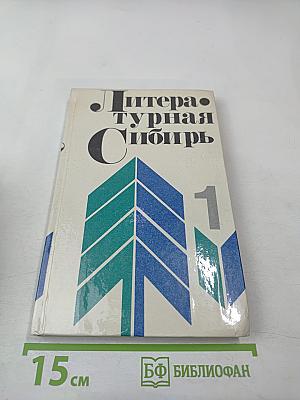 Литера•
турная
Сибирь
1
15 см
БФ БИБЛИОФАН